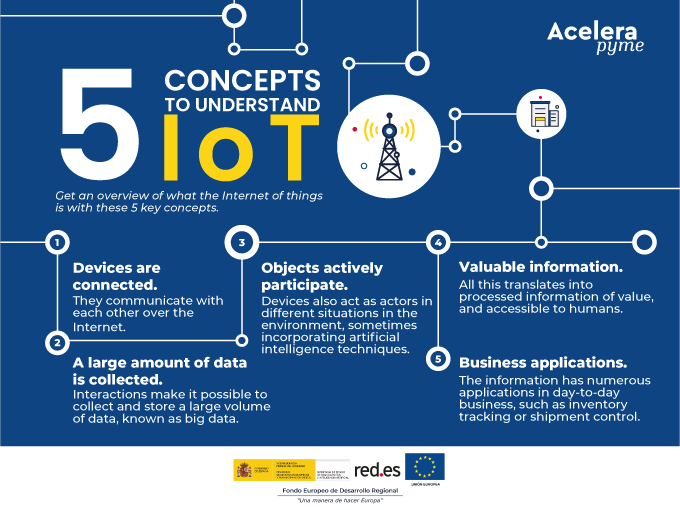 Acelera
pyme
5
CONCEPTS
TO UNDERSTAND
IoT
Get an overview of what the Internet of things
is with these 5 key concepts.
1
Devices are
connected.
They communicate with
each other over the
Internet.
2
A large amount of data
is collected.
Interactions make it possible to
collect and store a large volume
of data, known as big data.
3
Objects actively
participate.
Devices also act as actors in
different situations in the
environment, sometimes
incorporating artificial
intelligence techniques.
4
Valuable information.
All this translates into
processed information of value,
and accessible to humans.
5
Business applications.
The information has numerous
applications in day-to-day
business, such as inventory
tracking or shipment control.
GOBIERNO
DE ESPAÑA
red.es
UNIÓN EUROPEA
Fondo Europeo de Desarrollo Regional
"Una manera de hacer Europa"